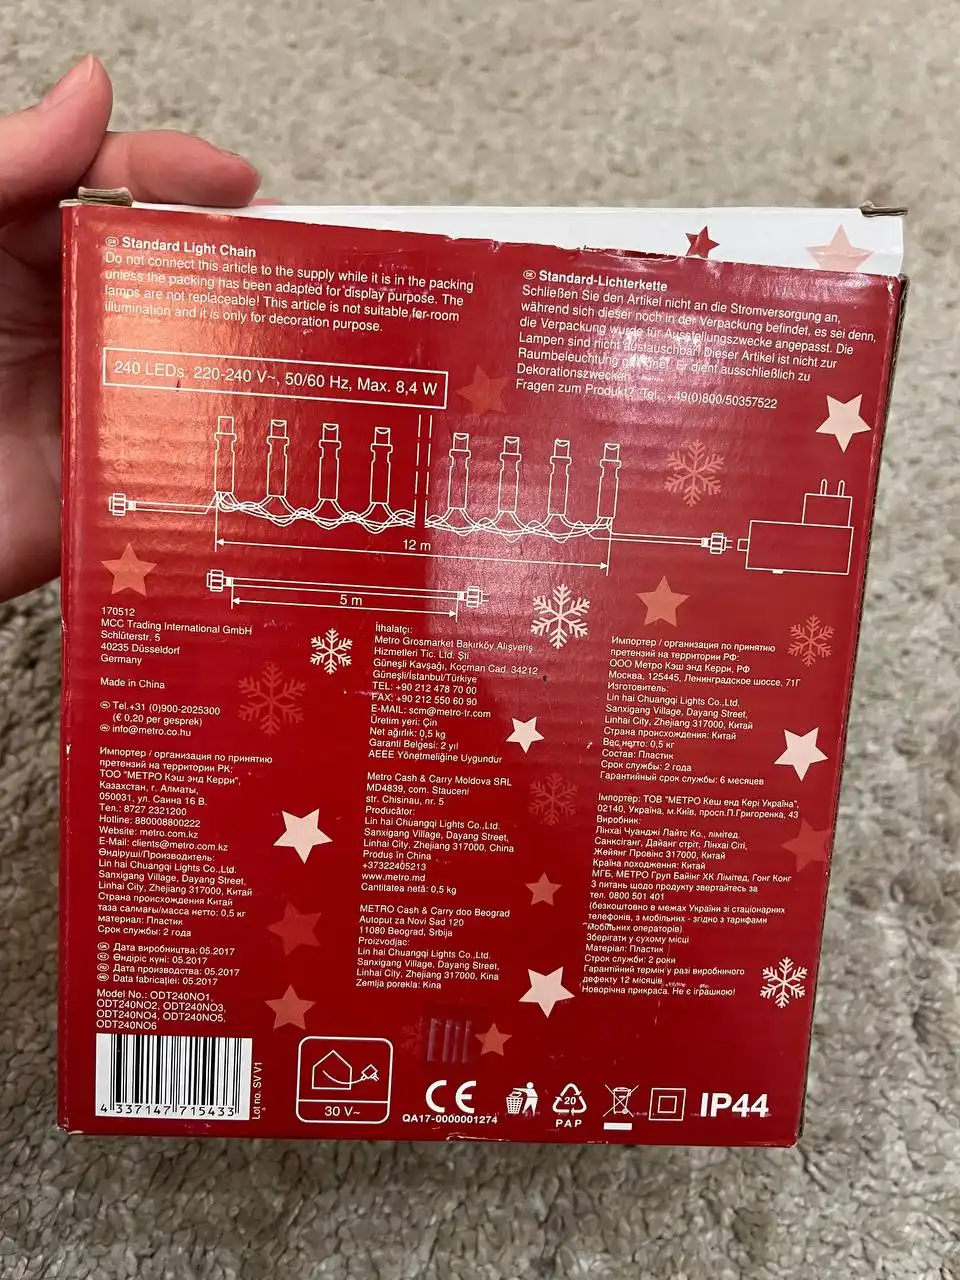 GB Standard Light Chain
Do not connect this article to the supply while it is in the packing
unless the packing has been adapted for display purpose. The
lamps are not replaceable! This article is not suitable for room
illumination and it is only for decoration purpose.
DE Standard-Lichterkette
Schließen Sie den Artikel nicht an die Stromversorgung an,
während sich dieser noch in der Verpackung befindet, es sei denn,
die Verpackung wurde für Ausstellungszwecke angepasst. Die
Lampen sind nicht austauschbar! Dieser Artikel ist nicht zur
Raumbeleuchtung geeignet. Er dient ausschließlich zu
Dekorationszwecken.
Fragen zum Produkt? Tel. +49(0)800/50357522
240 LEDs, 220-240 V~, 50/60 Hz, Max. 8,4 W
12 m
5 m
170512
MCC Trading International GmbH
Schlüterstr. 5
40235 Düsseldorf
Germany
Made in China
Tel.+31 (0)900-2025300
(€ 0,20 per gesprek)
info@metro.co.hu
Импортер / организация по принятию
претензий на территории РК:
ТОО "МЕТРО Кэш энд Керри",
Казахстан, г. Алматы,
050031, ул. Саина 16 В.
Тел.: 8727 2321200
Hotline: 88000800222
Website: metro.com.kz
E-Mail: clients@metro.com.kz
Өндіруші/Производитель:
Lin hai Chuangqi Lights Co.,Ltd.
Sanxigang Village, Dayang Street,
Linhai City, Zhejiang 317000, Китай
Страна происхождения Китай
таза салмағы/масса нетто: 0,5 кг
материал: Пластик
Срок службы: 2 года
UA Дата виробництва: 05.2017
KZ Өндіріс күні: 05.2017
RU Дата производства: 05.2017
MD Data fabricației: 05.2017
Model No.: ODT240NO1,
ODT240NO2, ODT240NO3,
ODT240NO4, ODT240NO5,
ODT240NO6
4 337147 715433
Lot no. SV V1
İthalatçı:
Metro Grosmarket Bakırköy Alışveriş
Hizmetleri Tic. Ltd. Şti.
Güneşli Kavşağı, Koçman Cad. 34212
Güneşli/İstanbul/Türkiye
TEL: +90 212 478 70 00
FAX: +90 212 550 60 90
E-MAIL: scm@metro-tr.com
Üretim yeri: Çin
Net ağırlık: 0,5 kg
Garanti Belgesi: 2 yıl
AEEE Yönetmeliğine Uygundur
Metro Cash & Carry Moldova SRL
MD4839, com. Stauceni
str. Chisinau, nr. 5
Producător:
Lin hai Chuangqi Lights Co.,Ltd.
Sanxigang Village, Dayang Street,
Linhai City, Zhejiang 317000, China
Produs în China
+37322405213
www.metro.md
Cantitatea netă: 0,5 kg
METRO Cash & Carry doo Beograd
Autoput za Novi Sad 120
11080 Beograd, Srbija
Proizvodjac:
Lin hai Chuangqi Lights Co.,Ltd.
Sanxigang Village, Dayang Street,
Linhai City, Zhejiang 317000, Kina
Zemlja porekla: Kina
Импортер / организация по принятию
претензий на территории РФ:
ООО Метро Кэш энд Керри, РФ
Москва, 125445, Ленинградское шоссе, 71Г
Изготовитель:
Lin hai Chuangqi Lights Co.,Ltd.
Sanxigang Village, Dayang Street,
Linhai City, Zhejiang 317000, Китай
Страна происхождения: Китай
Вес нетто: 0,5 кг
Состав: Пластик
Срок службы: 2 года
Гарантийный срок службы: 6 месяцев
Імпортер: ТОВ "МЕТРО Кеш енд Кері Україна",
02140, Україна, м.Київ, просп.П.Григоренка, 43
Виробник:
Лінхаі Чуанджі Лайтс Ко., лімітед.
Санксіганг, Дайанг стріт, Лінхаі Сіті,
Жейянг Провінс 317000, Китай
Країна походження: Китай
МГБ, МЕТРО Груп Байінг ХК Лімітед, Гонг Конг
З питань щодо продукту звертайтесь за
тел. 0800 501 401
(безкоштовно в межах України зі стаціонарних
телефонів, з мобільних - згідно з тарифами
мобільних операторів).
Зберігати у сухому місці
Матеріал: Пластик
Строк служби: 2 роки
Гарантійний термін у разі виробничого
дефекту 12 місяців
Новорічна прикраса. Не є іграшкою!
30 V~
CE
QA17-0000001274
20
PAP
IP44